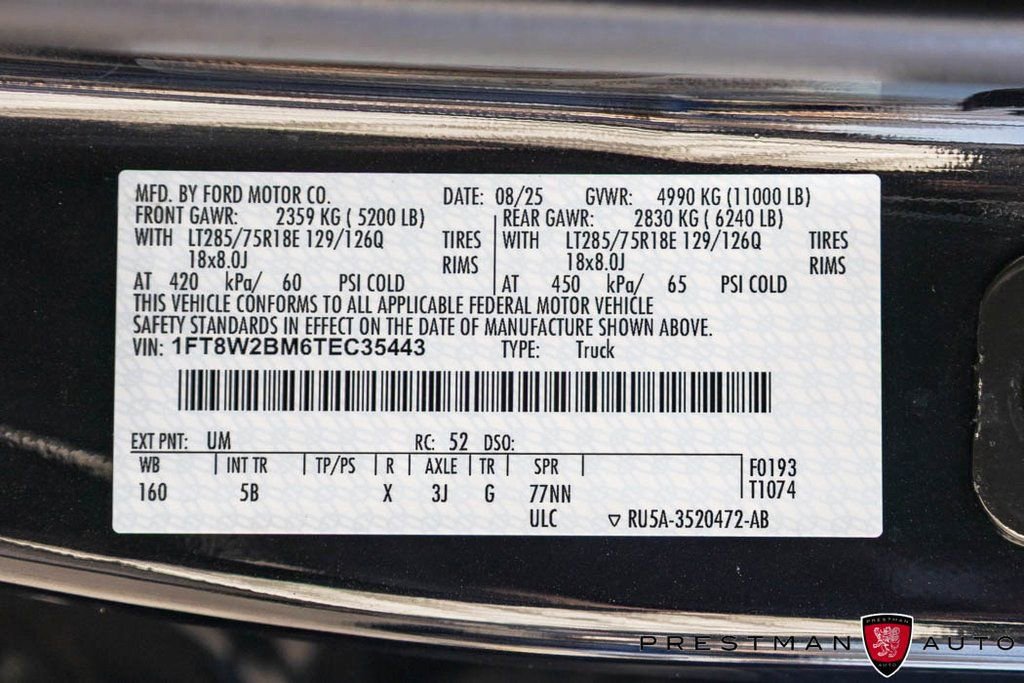 MFD. BY FORD MOTOR CO. DATE: 08/25 GVWR: 4990 KG (11000 LB)
FRONT GAWR: 2359 KG ( 5200 LB) REAR GAWR: 2830 KG ( 6240 LB)
WITH LT285/75R18E 129/126Q TIRES WITH LT285/75R18E 129/126Q TIRES
18x8.0J RIMS 18x8.0J RIMS
AT 420 kPa/ 60 PSI COLD AT 450 kPa/ 65 PSI COLD
THIS VEHICLE CONFORMS TO ALL APPLICABLE FEDERAL MOTOR VEHICLE
SAFETY STANDARDS IN EFFECT ON THE DATE OF MANUFACTURE SHOWN ABOVE.
VIN: 1FT8W2BM6TEC35443 TYPE: Truck
EXT PNT: UM RC: 52 DSO:
WB INT TR TP/PS R AXLE TR SPR F0193
160 5B X 3J G 77NN T1074
ULC ▽ RU5A-3520472-AB
PRESTMAN PRESTMAN AUTO AUTO